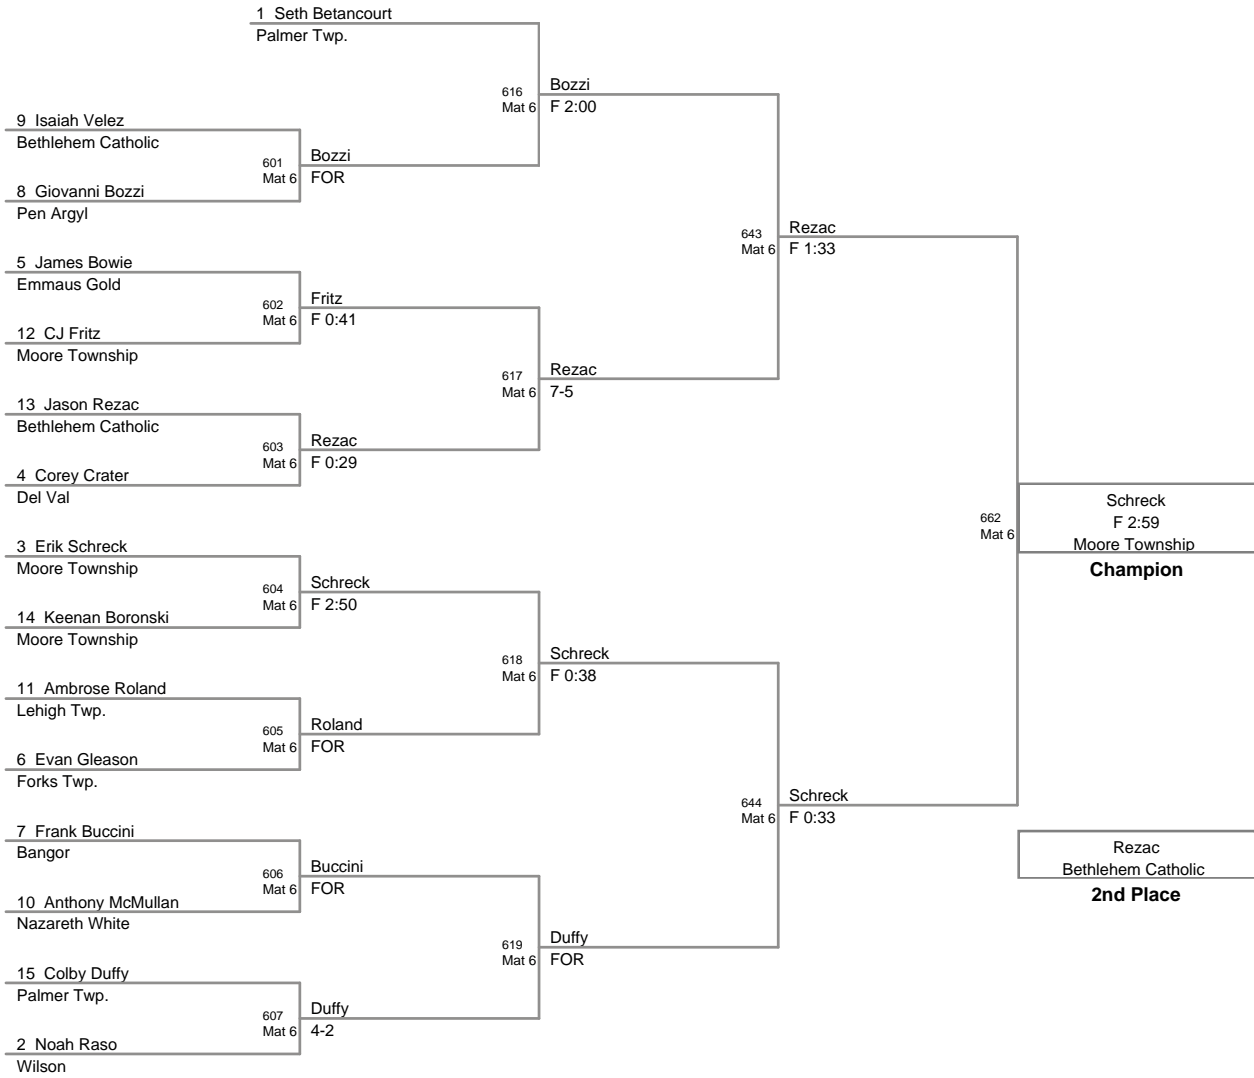 1 Seth Betancourt
Palmer Twp.
616
Mat 6
Bozzi
F 2:00
9 Isaiah Velez
Bethlehem Catholic
601
Mat 6
Bozzi
FOR
8 Giovanni Bozzi
Pen Argyl
643
Mat 6
Rezac
F 1:33
5 James Bowie
Emmaus Gold
602
Mat 6
Fritz
F 0:41
12 CJ Fritz
Moore Township
617
Mat 6
Rezac
7-5
13 Jason Rezac
Bethlehem Catholic
603
Mat 6
Rezac
F 0:29
4 Corey Crater
Del Val
662
Mat 6
Schreck
F 2:59
Moore Township
Champion
3 Erik Schreck
Moore Township
604
Mat 6
Schreck
F 2:50
14 Keenan Boronski
Moore Township
618
Mat 6
Schreck
F 0:38
11 Ambrose Roland
Lehigh Twp.
605
Mat 6
Roland
FOR
6 Evan Gleason
Forks Twp.
644
Mat 6
Schreck
F 0:33
7 Frank Buccini
Bangor
606
Mat 6
Buccini
FOR
10 Anthony McMullan
Nazareth White
Rezac
Bethlehem Catholic
2nd Place
619
Mat 6
Duffy
FOR
15 Colby Duffy
Palmer Twp.
607
Mat 6
Duffy
4-2
2 Noah Raso
Wilson